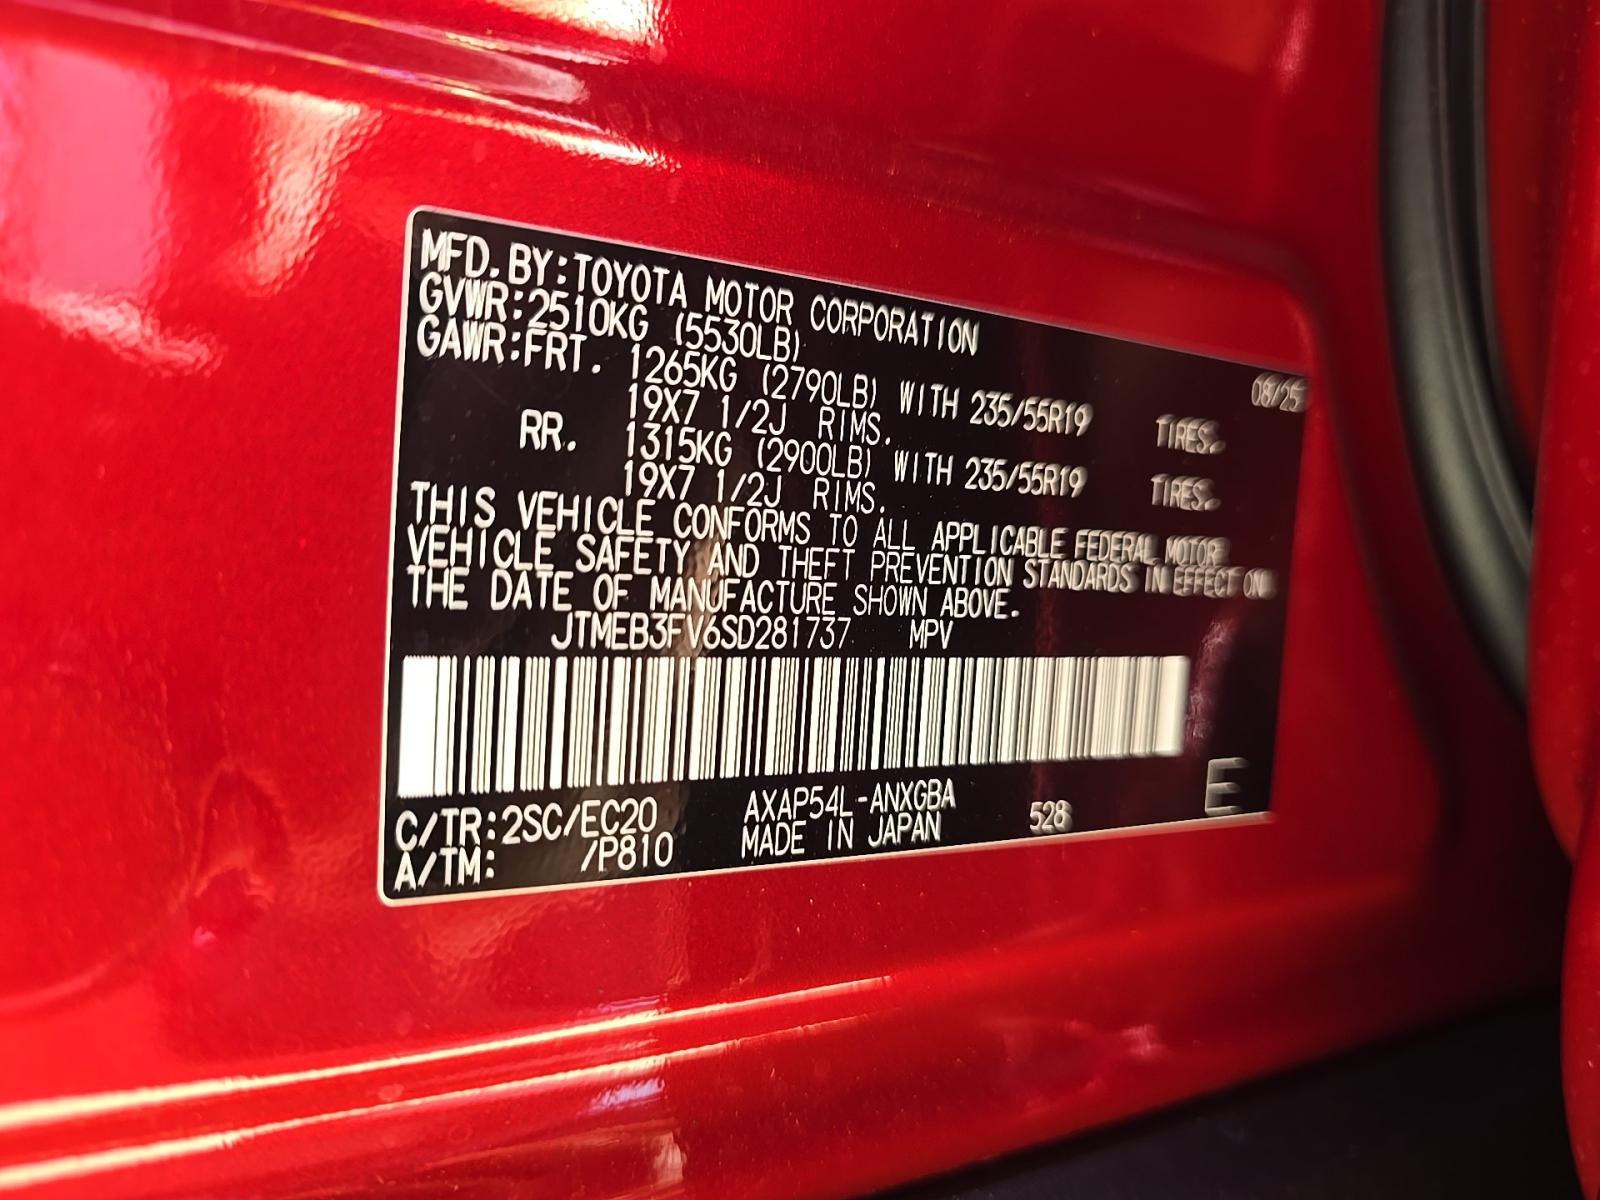 MFD. BY:TOYOTA MOTOR CORPORATION 08/25
GVWR:2510KG (5530LB)
GAWR:FRT. 1265KG (2790LB) WITH 235/55R19 TIRES,
19X7 1/2J RIMS.
RR. 1315KG (2900LB) WITH 235/55R19 TIRES,
19X7 1/2J RIMS.
THIS VEHICLE CONFORMS TO ALL APPLICABLE FEDERAL MOTOR
VEHICLE SAFETY AND THEFT PREVENTION STANDARDS IN EFFECT ON
THE DATE OF MANUFACTURE SHOWN ABOVE.
JTMEB3FV6SD281737 MPV
C/TR:2SC/EC20 AXAP54L-ANXGBA 528 E
A/TM: /P810 MADE IN JAPAN